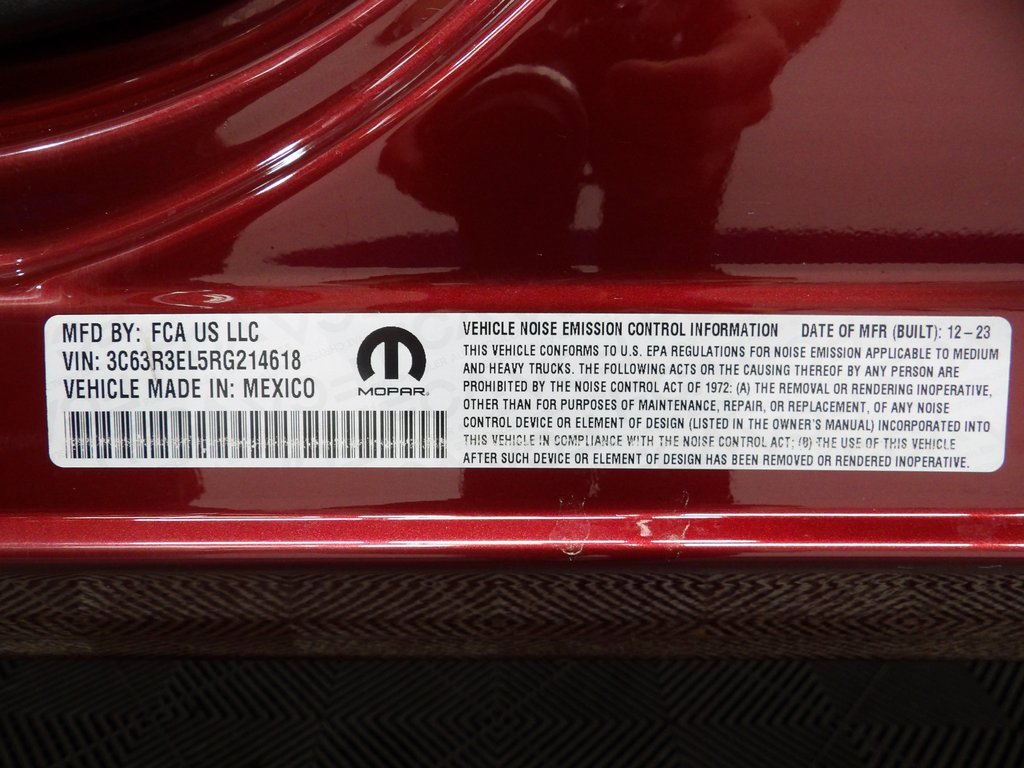 MFD BY: FCA US LLC
VIN: 3C63R3EL5RG214618
VEHICLE MADE IN: MEXICO
MOPAR®
VEHICLE NOISE EMISSION CONTROL INFORMATION DATE OF MFR (BUILT): 12-23
THIS VEHICLE CONFORMS TO U.S. EPA REGULATIONS FOR NOISE EMISSION APPLICABLE TO MEDIUM
AND HEAVY TRUCKS. THE FOLLOWING ACTS OR THE CAUSING THEREOF BY ANY PERSON ARE
PROHIBITED BY THE NOISE CONTROL ACT OF 1972: (A) THE REMOVAL OR RENDERING INOPERATIVE,
OTHER THAN FOR PURPOSES OF MAINTENANCE, REPAIR, OR REPLACEMENT, OF ANY NOISE
CONTROL DEVICE OR ELEMENT OF DESIGN (LISTED IN THE OWNER'S MANUAL) INCORPORATED INTO
THIS VEHICLE IN COMPLIANCE WITH THE NOISE CONTROL ACT; (B) THE USE OF THIS VEHICLE
AFTER SUCH DEVICE OR ELEMENT OF DESIGN HAS BEEN REMOVED OR RENDERED INOPERATIVE.